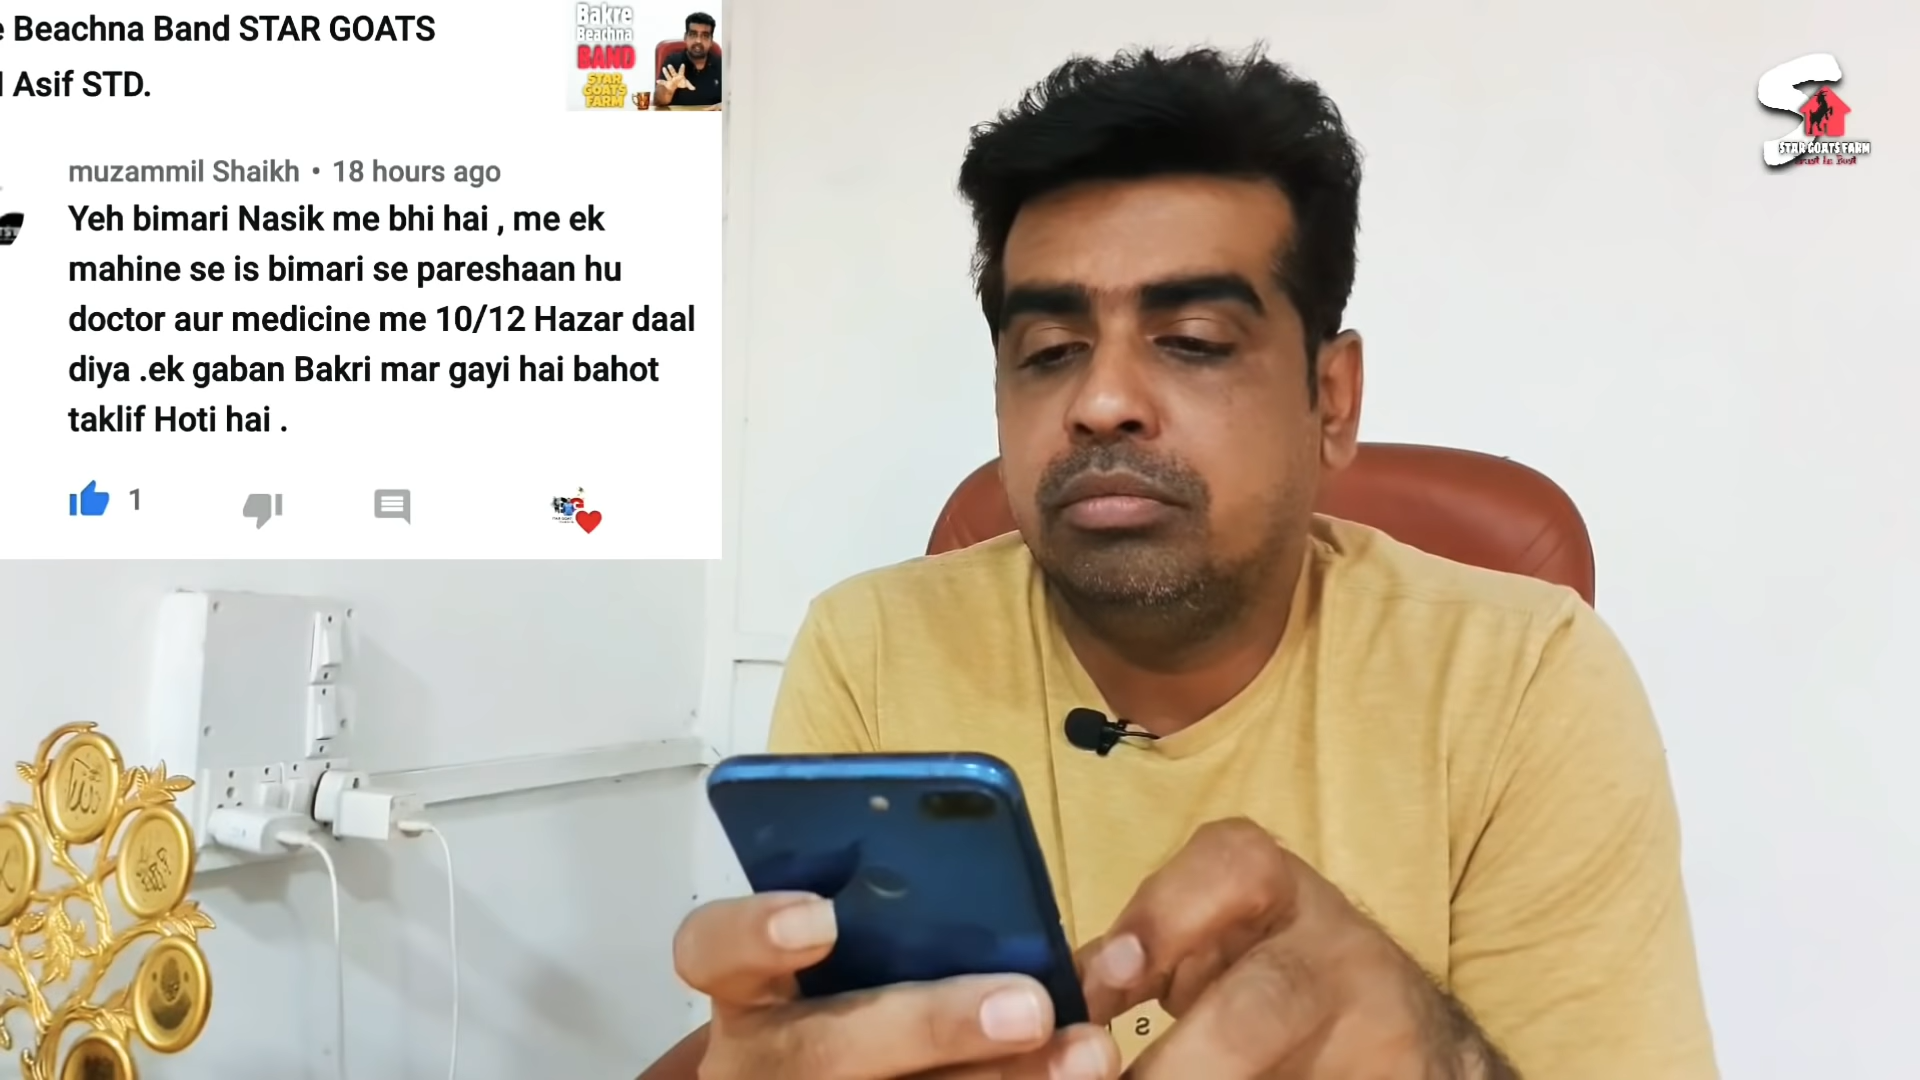 e Beachna Band STAR GOATS
Asif STD.
Bakre
Beachna
BAND
STAR
GOATS
FARM
muzammil Shaikh • 18 hours ago
Yeh bimari Nasik me bhi hai , me ek
mahine se is bimari se pareshaan hu
doctor aur medicine me 10/12 Hazar daal
diya .ek gaban Bakri mar gayi hai bahot
taklif Hoti hai .
1
S
STAR GOATS FARM